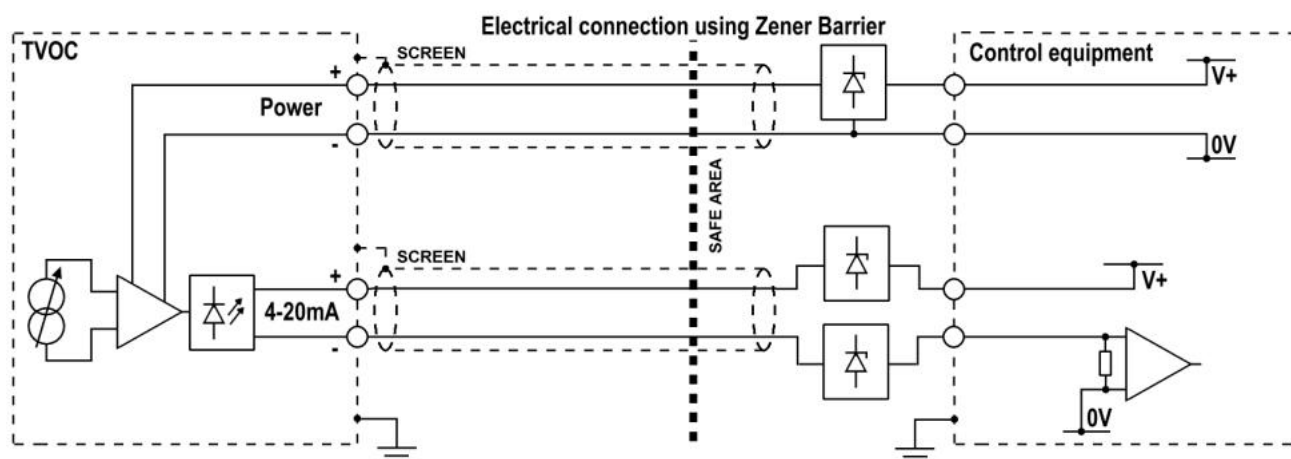 Electrical connection using Zener Barrier
TVOC
SCREEN
Control equipment
+
Power
-
V+
0V
SAFE AREA
SCREEN
+
4-20mA
-
V+
0V